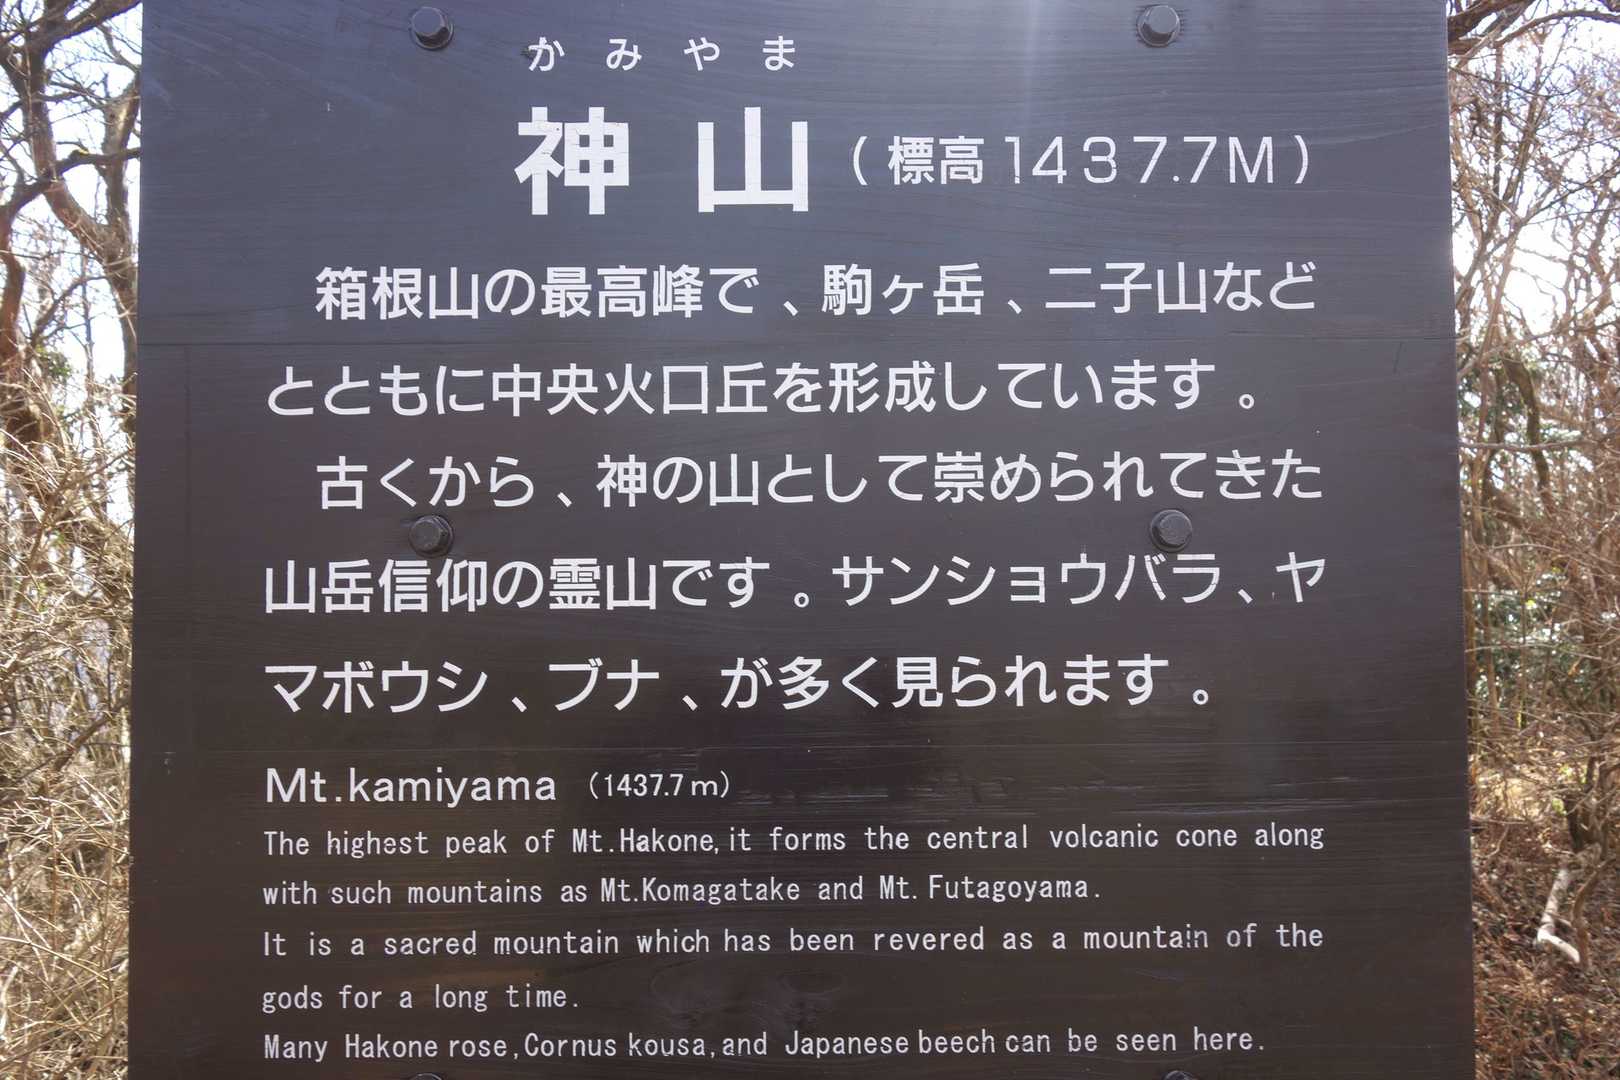 かみやま
神山（標高1437.7M）
箱根山の最高峰で、駒ヶ岳、二子山など
とともに中央火口丘を形成しています。
古くから、神の山として崇められてきた
山岳信仰の霊山です。サンショウバラ、ヤ
マボウシ、ブナ、が多く見られます。
Mt.kamiyama （1437.7m）
The highest peak of Mt.Hakone,it forms the central volcanic cone along
with such mountains as Mt.Komagatake and Mt.Futagoyama.
It is a sacred mountain which has been revered as a mountain of the
gods for a long time.
Many Hakone rose,Cornus kousa,and Japanese beech can be seen here.